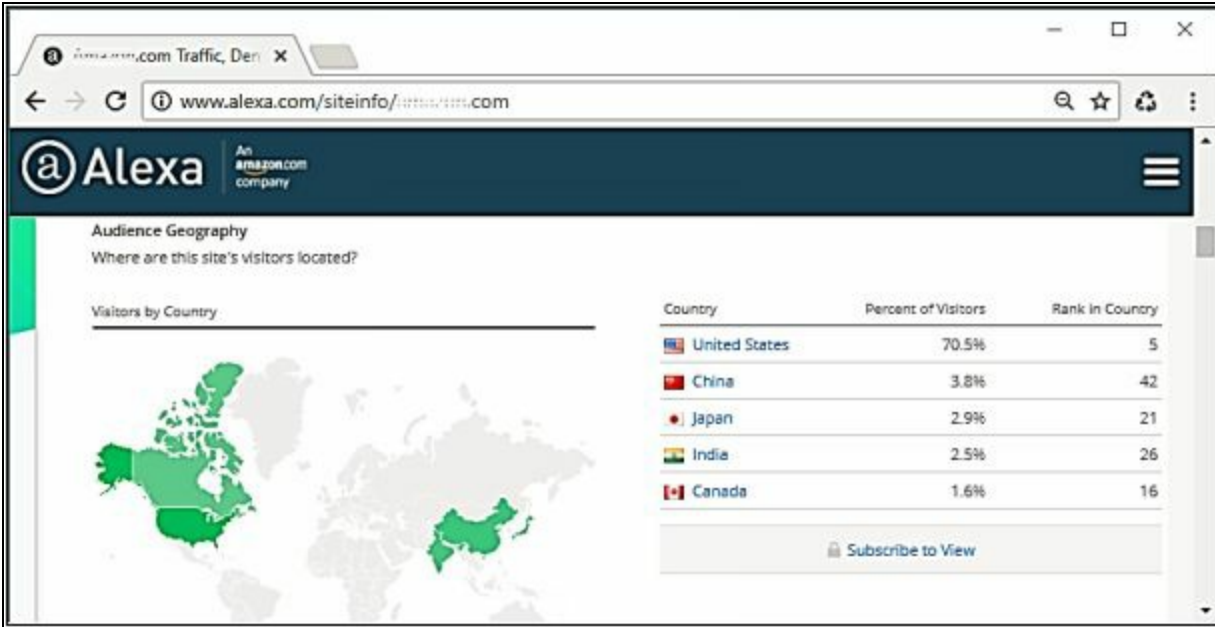 .com Traffic, Der
www.alexa.com/siteinfo/ .com
a Alexa
An
amazon.com
company
Audience Geography
Where are this site's visitors located?
Visitors by Country
Country Percent of Visitors Rank in Country
United States 70.5% 5
China 3.8% 42
Japan 2.9% 21
India 2.5% 26
Canada 1.6% 16
Subscribe to View